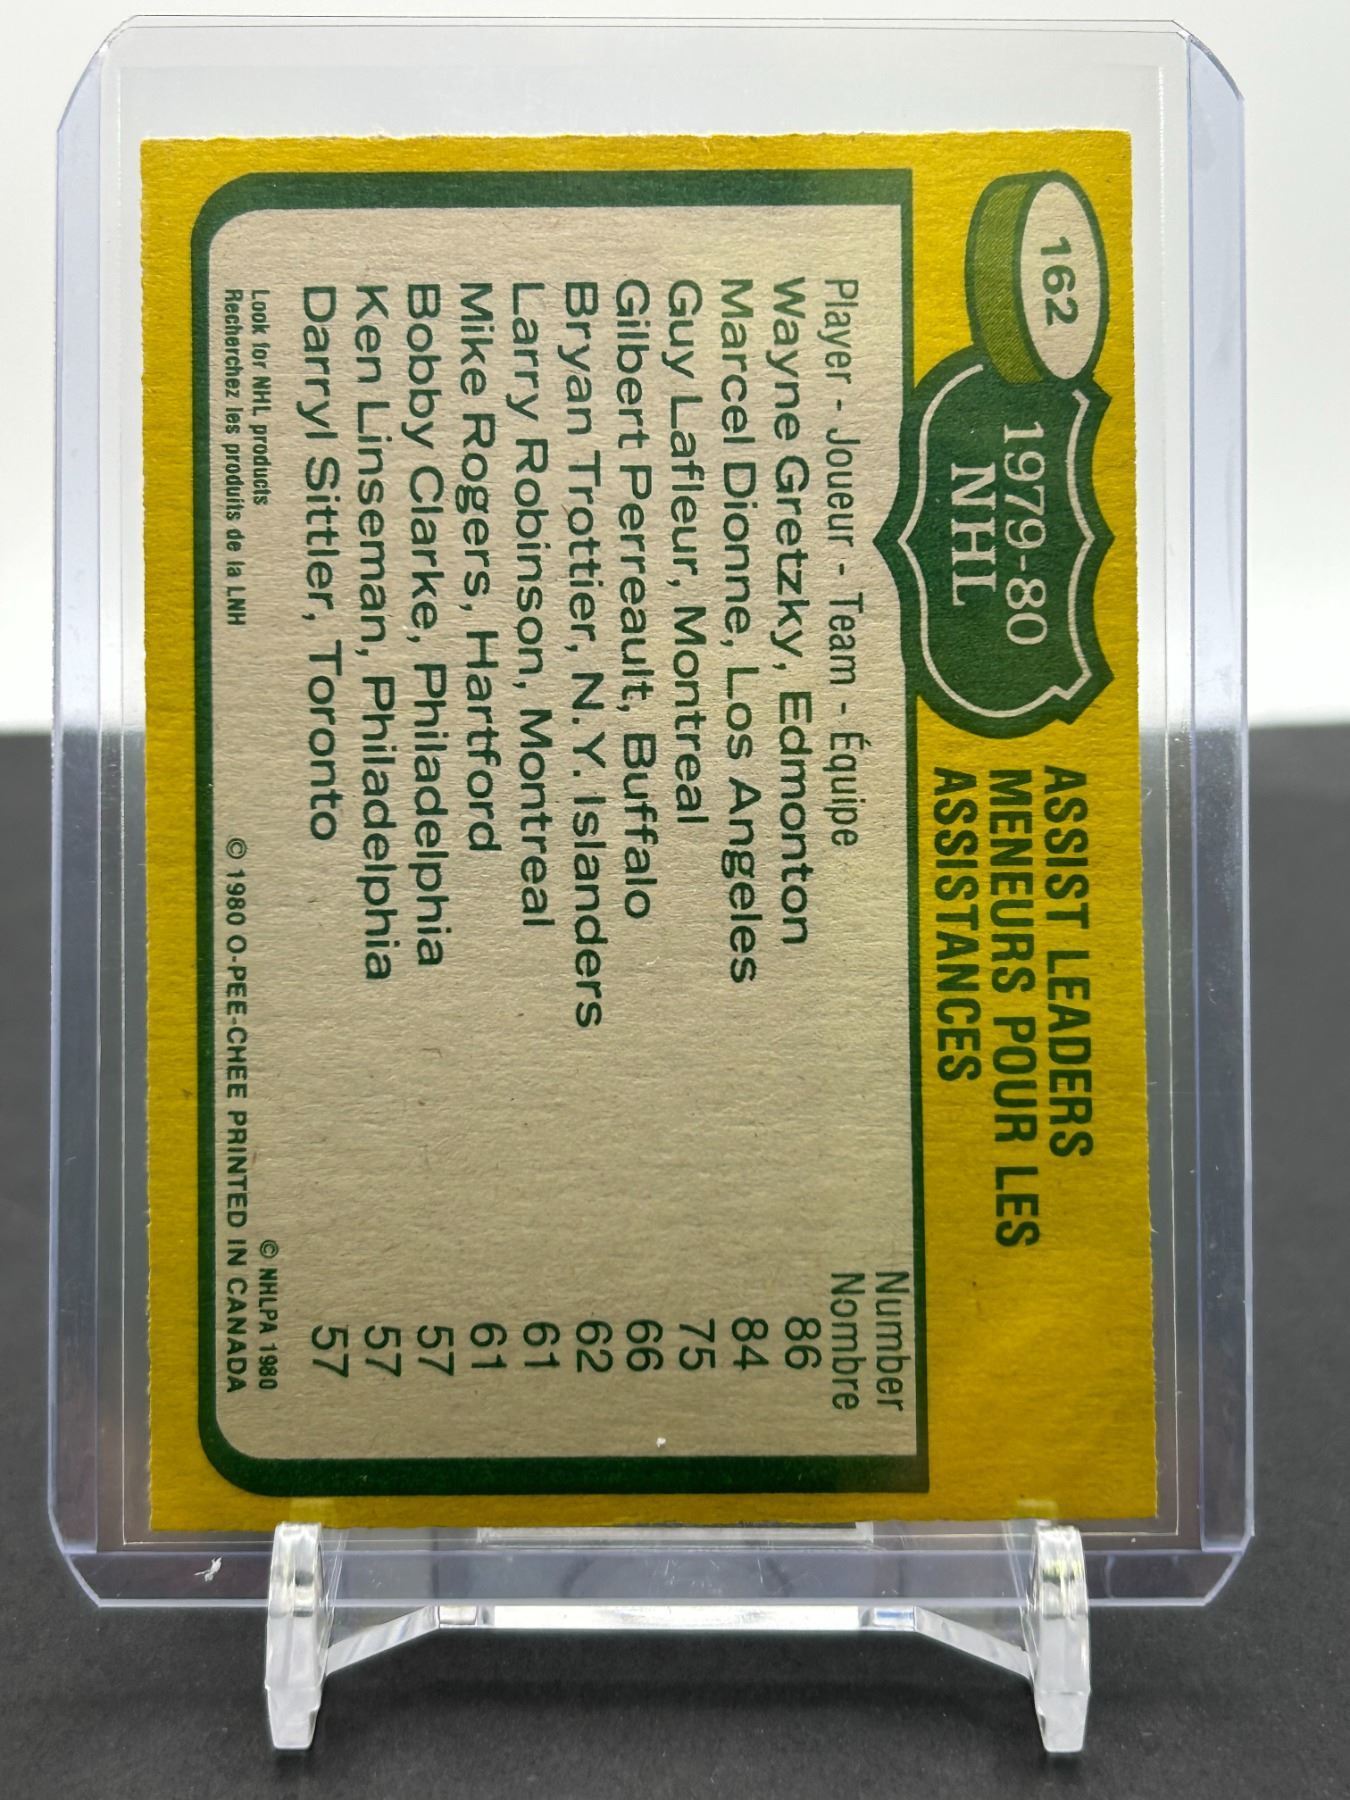 162
1979-80
NHL
ASSIST LEADERS
MENEURS POUR LES
ASSISTANCES
Number
Player - Joueur - Team - Équipe Nombre
Wayne Gretzky, Edmonton 86
Marcel Dionne, Los Angeles 84
Guy Lafleur, Montreal 75
Gilbert Perreault, Buffalo 66
Bryan Trottier, N.Y. Islanders 62
Larry Robinson, Montreal 61
Mike Rogers, Hartford 61
Bobby Clarke, Philadelphia 57
Ken Linseman, Philadelphia 57
Darryl Sittler, Toronto 57
Look for NHL products © NHLPA 1980
Recherchez les produits de la LNH © 1980 O-PEE-CHEE PRINTED IN CANADA